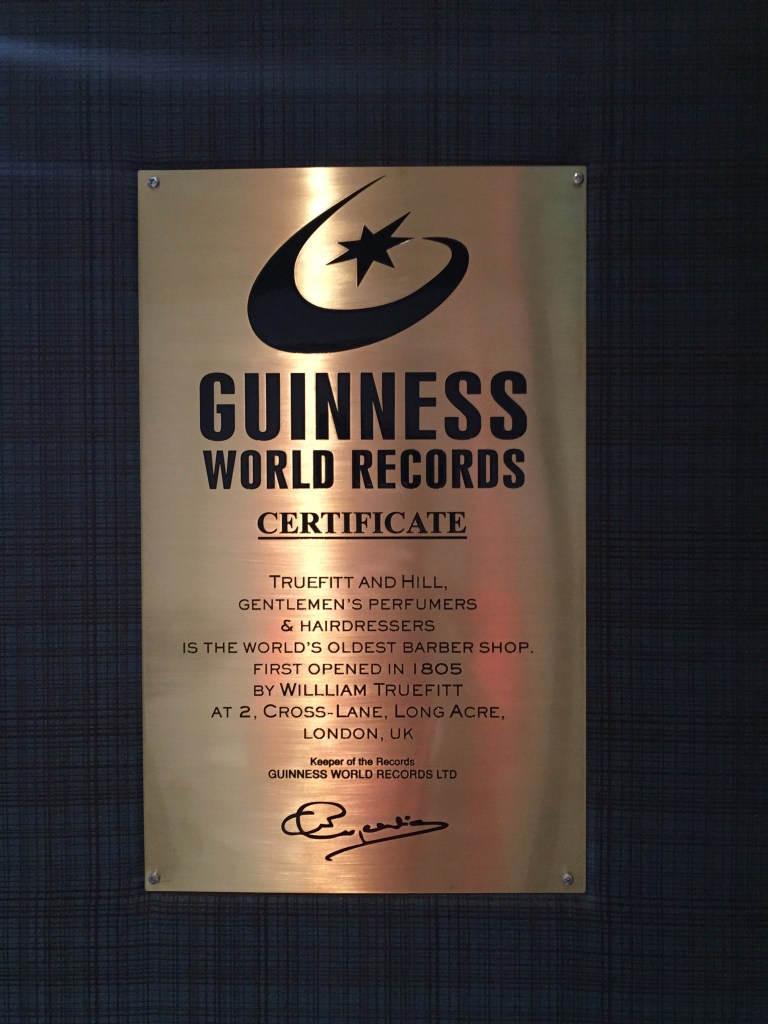 GUINNESS
WORLD RECORDS
CERTIFICATE
TRUEFITT AND HILL,
GENTLEMEN'S PERFUMERS
& HAIRDRESSERS
IS THE WORLD'S OLDEST BARBER SHOP.
FIRST OPENED IN 1805
BY WILLLIAM TRUEFITT
AT 2, CROSS-LANE, LONG ACRE,
LONDON, UK
Keeper of the Records
GUINNESS WORLD RECORDS LTD